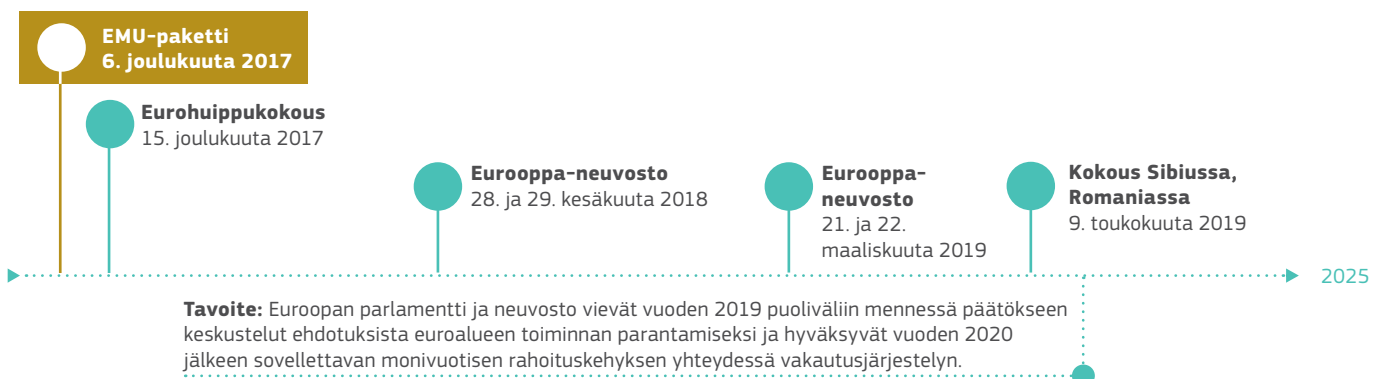 EMU-paketti
6. joulukuuta 2017
Eurohuippukokous
15. joulukuuta 2017
Eurooppa-neuvosto
28. ja 29. kesäkuuta 2018
Eurooppa-
neuvosto
21. ja 22.
maaliskuuta 2019
Kokous Sibiussa,
Romaniassa
9. toukokuuta 2019
2025
Tavoite: Euroopan parlamentti ja neuvosto vievät vuoden 2019 puoliväliin mennessä päätökseen
keskustelut ehdotuksista euroalueen toiminnan parantamiseksi ja hyväksyvät vuoden 2020
jälkeen sovellettavan monivuotisen rahoituskehyksen yhteydessä vakautusjärjestelyn.